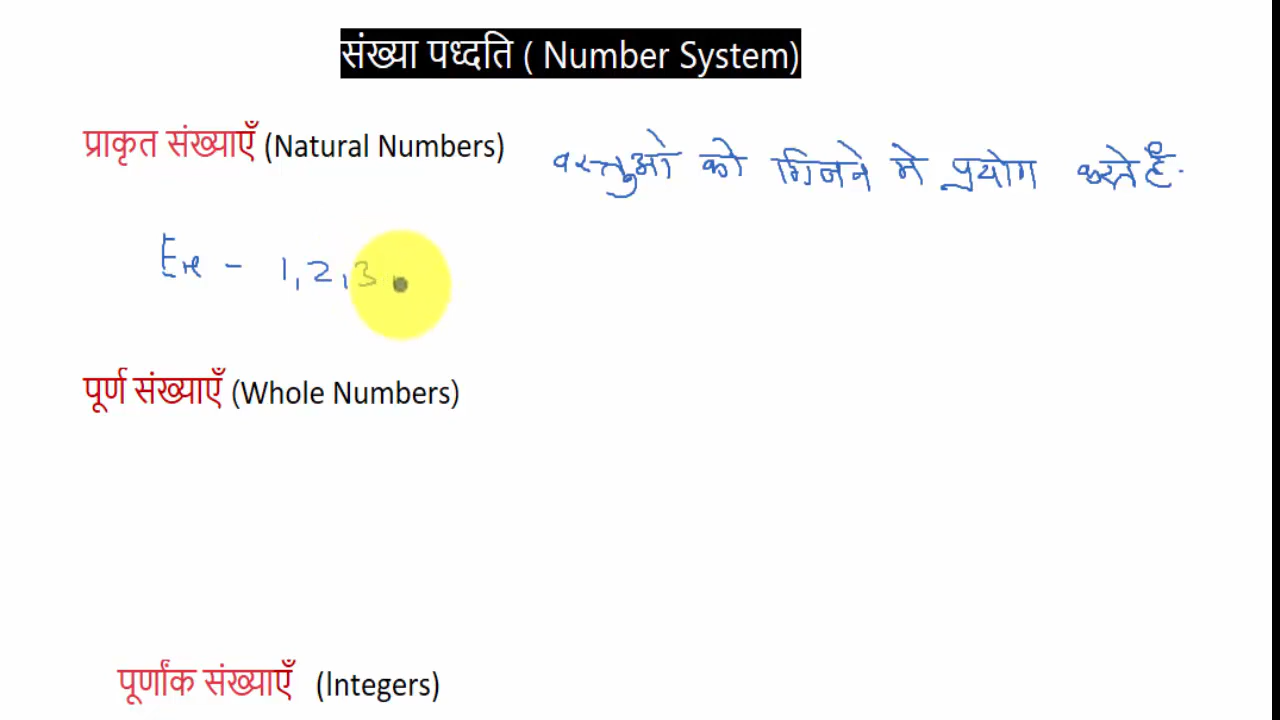 संख्या पध्दति ( Number System)
प्राकृत संख्याएँ (Natural Numbers) वस्तुओ को गिनने मे प्रयोग करते हैं.
Ex - 1, 2, 3,
पूर्ण संख्याएँ (Whole Numbers)
पूर्णांक संख्याएँ (Integers)